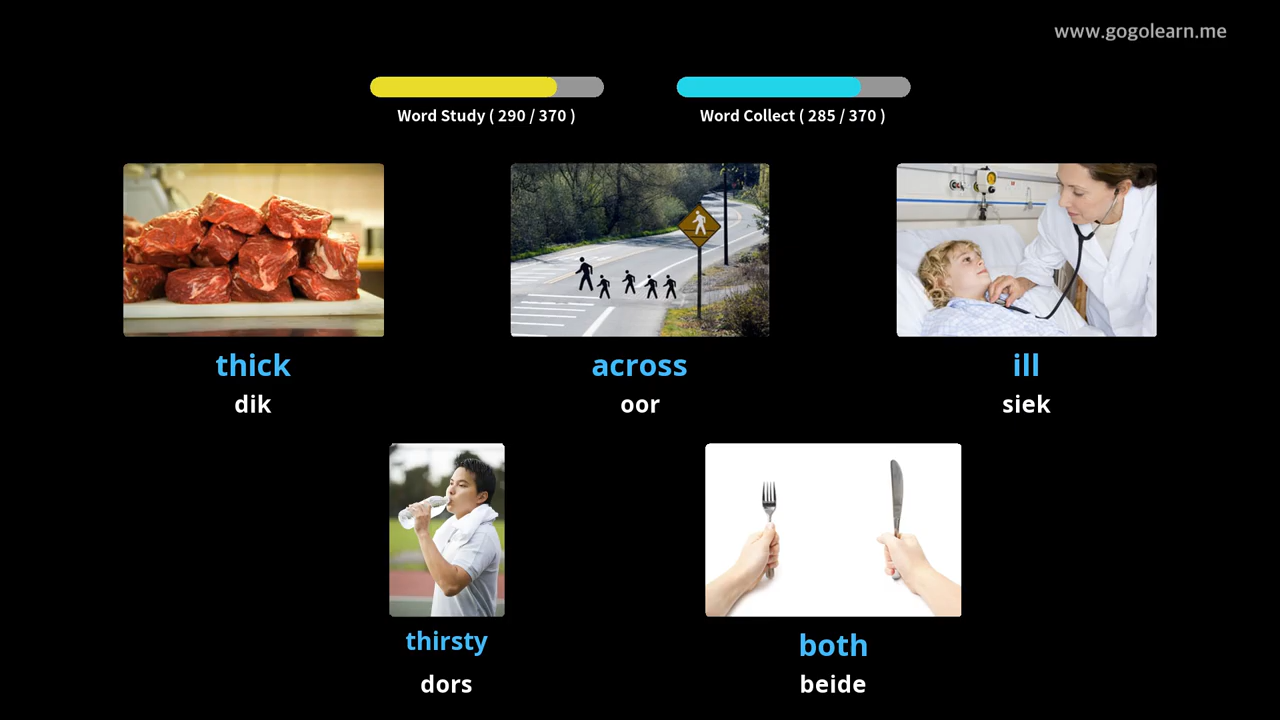 www.gogolearn.me
Word Study ( 290 / 370 )
Word Collect ( 285 / 370 )
thick
dik
across
oor
ill
siek
thirsty
dors
both
beide